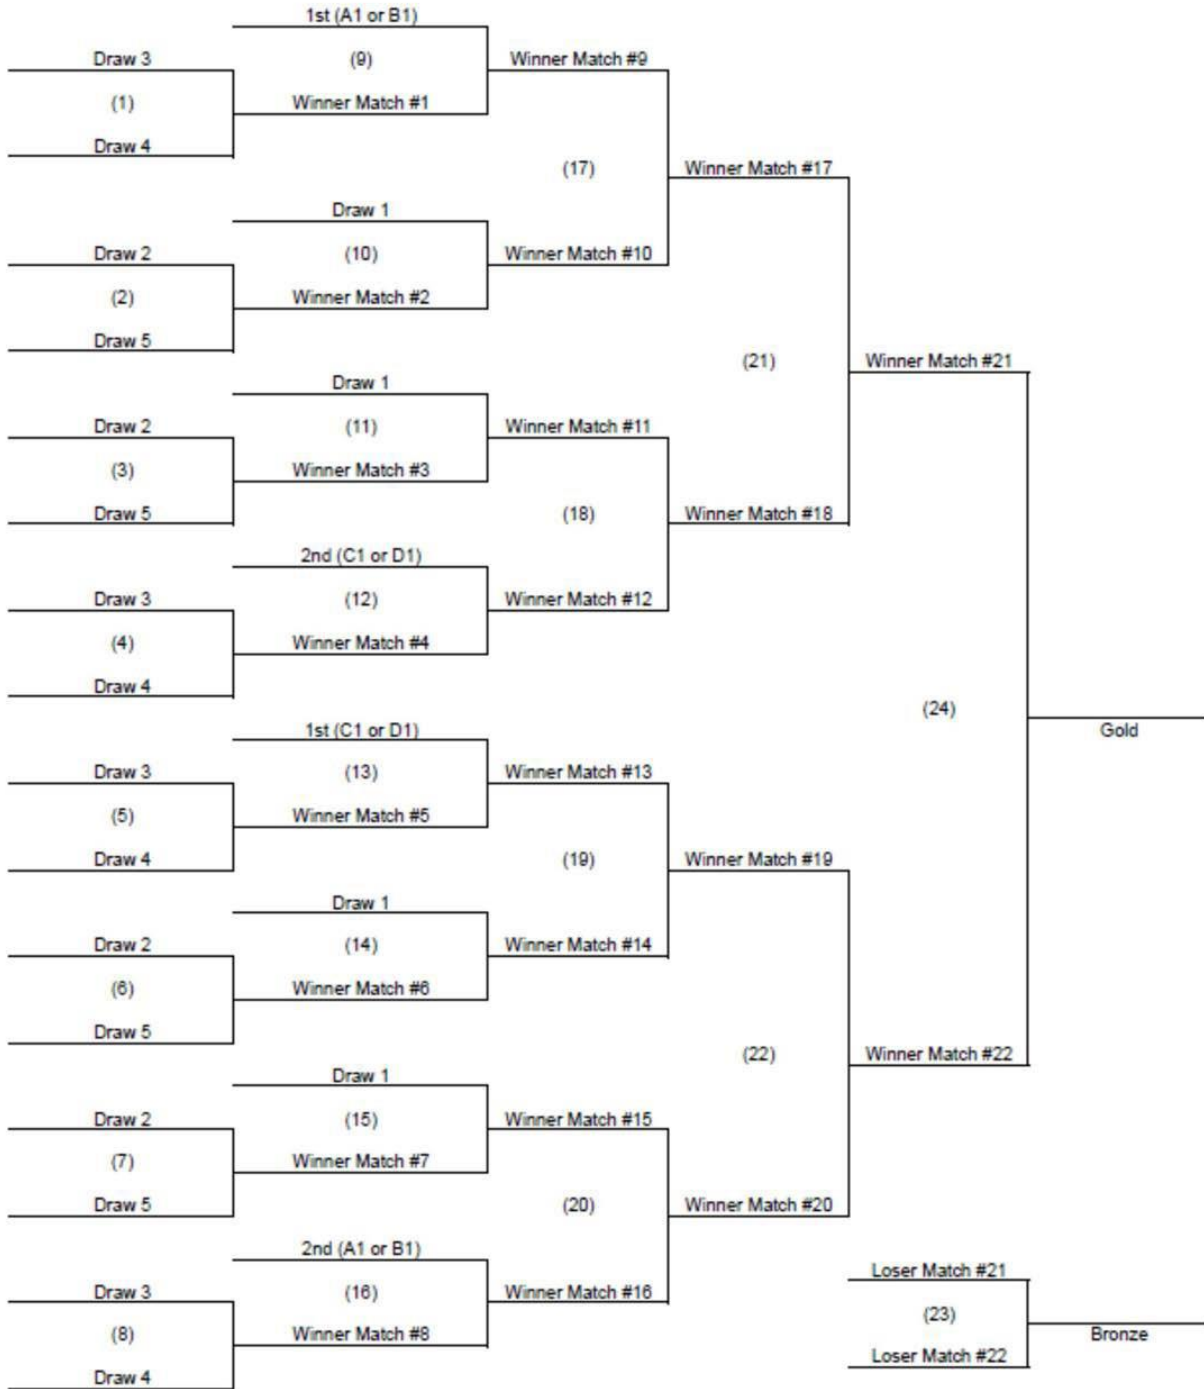 1st (A1 or B1)
Draw 3
(9)
Winner Match #9
(1)
Winner Match #1
Draw 4
(17)
Winner Match #17
Draw 1
Draw 2
(10)
Winner Match #10
(2)
Winner Match #2
Draw 5
(21)
Winner Match #21
Draw 1
Draw 2
(11)
Winner Match #11
(3)
Winner Match #3
Draw 5
(18)
Winner Match #18
2nd (C1 or D1)
Draw 3
(12)
Winner Match #12
(4)
Winner Match #4
Draw 4
(24)
Gold
1st (C1 or D1)
Draw 3
(13)
Winner Match #13
(5)
Winner Match #5
Draw 4
(19)
Winner Match #19
Draw 1
Draw 2
(14)
Winner Match #14
(6)
Winner Match #6
Draw 5
(22)
Winner Match #22
Draw 1
Draw 2
(15)
Winner Match #15
(7)
Winner Match #7
Draw 5
(20)
Winner Match #20
2nd (A1 or B1)
Draw 3
(16)
Winner Match #16
(8)
Winner Match #8
Draw 4
Loser Match #21
(23)
Bronze
Loser Match #22